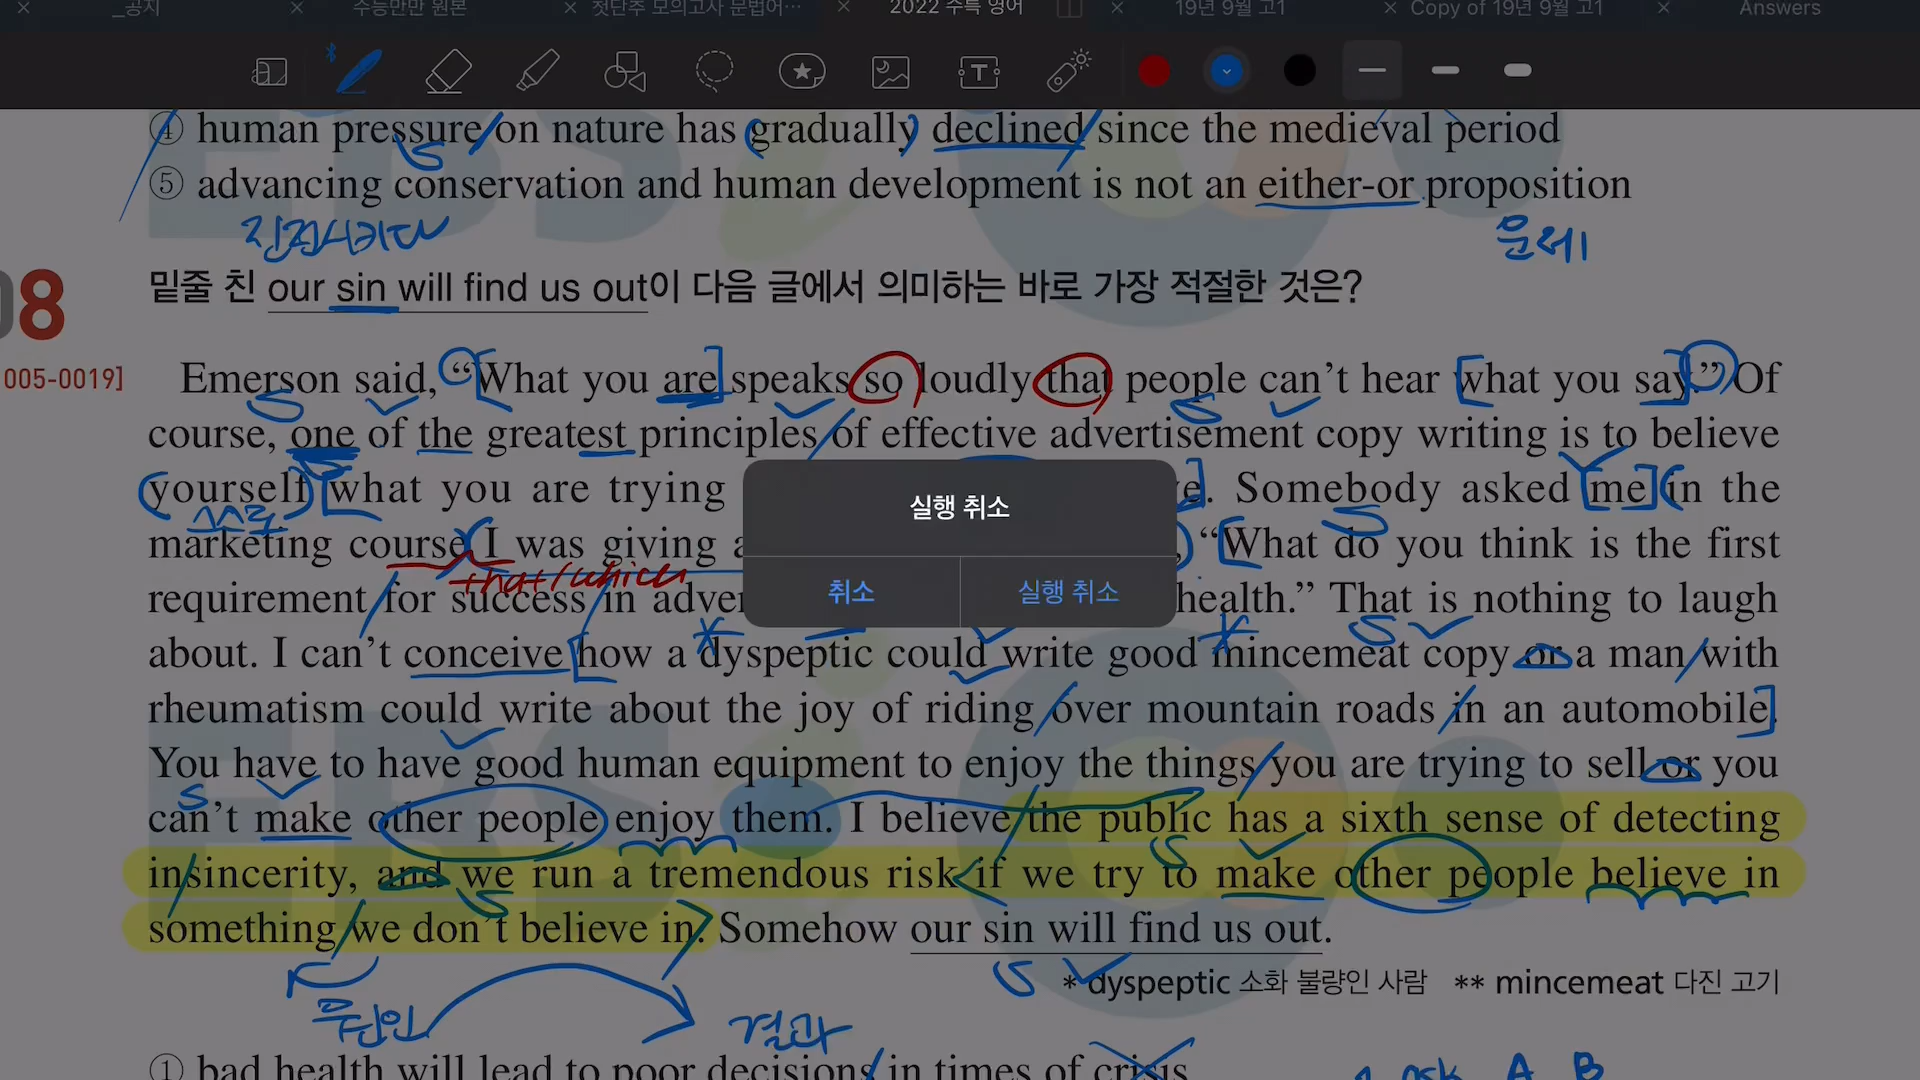 _공지
수능만만 원본
첫단추 모의고사 문법어…
2022 수특 영어
19년 9월 고1
Copy of 19년 9월 고1
Answers
④ human pressure on nature has gradually declined since the medieval period
⑤ advancing conservation and human development is not an either-or proposition
진전시키다
문제
08 밑줄 친 our sin will find us out이 다음 글에서 의미하는 바로 가장 적절한 것은?
005-0019]
Emerson said, “What you are speaks so loudly that people can’t hear what you say.” Of
course, one of the greatest principles of effective advertisement copy writing is to believe
yourself what you are trying
. Somebody asked me in the
스스로
marketing course I was giving
, “What do you think is the first
that/which
requirement for success in
health.” That is nothing to laugh
about. I can’t conceive how a dyspeptic could write good mincemeat copy or a man with
rheumatism could write about the joy of riding over mountain roads in an automobile.
You have to have good human equipment to enjoy the things you are trying to sell or you
can’t make other people enjoy them. I believe the public has a sixth sense of detecting
insincerity, and we run a tremendous risk if we try to make other people believe in
something we don’t believe in. Somehow our sin will find us out.
* dyspeptic 소화 불량인 사람 ** mincemeat 다진 고기
결과
① bad health will lead to poor decisions in times of crisis
ask A B
실행 취소
취소
실행 취소